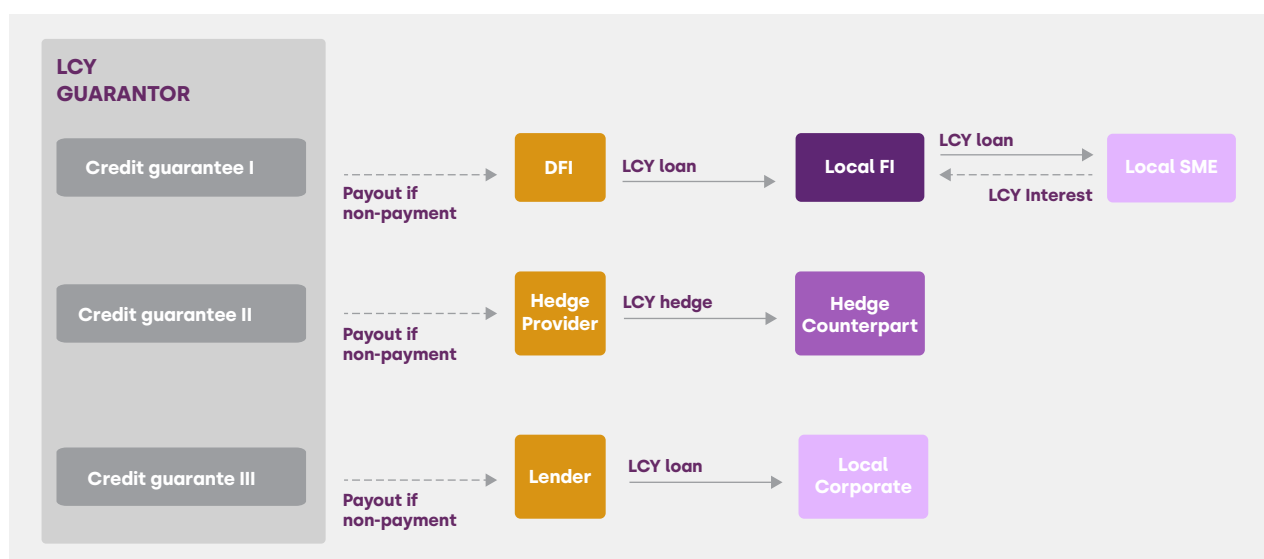 LCY
GUARANTOR
Credit guarantee I
Payout if
non-payment
DFI
LCY loan
Local FI
LCY loan
LCY Interest
Local SME
Credit guarantee II
Payout if
non-payment
Hedge
Provider
LCY hedge
Hedge
Counterpart
Credit guarante III
Payout if
non-payment
Lender
LCY loan
Local
Corporate